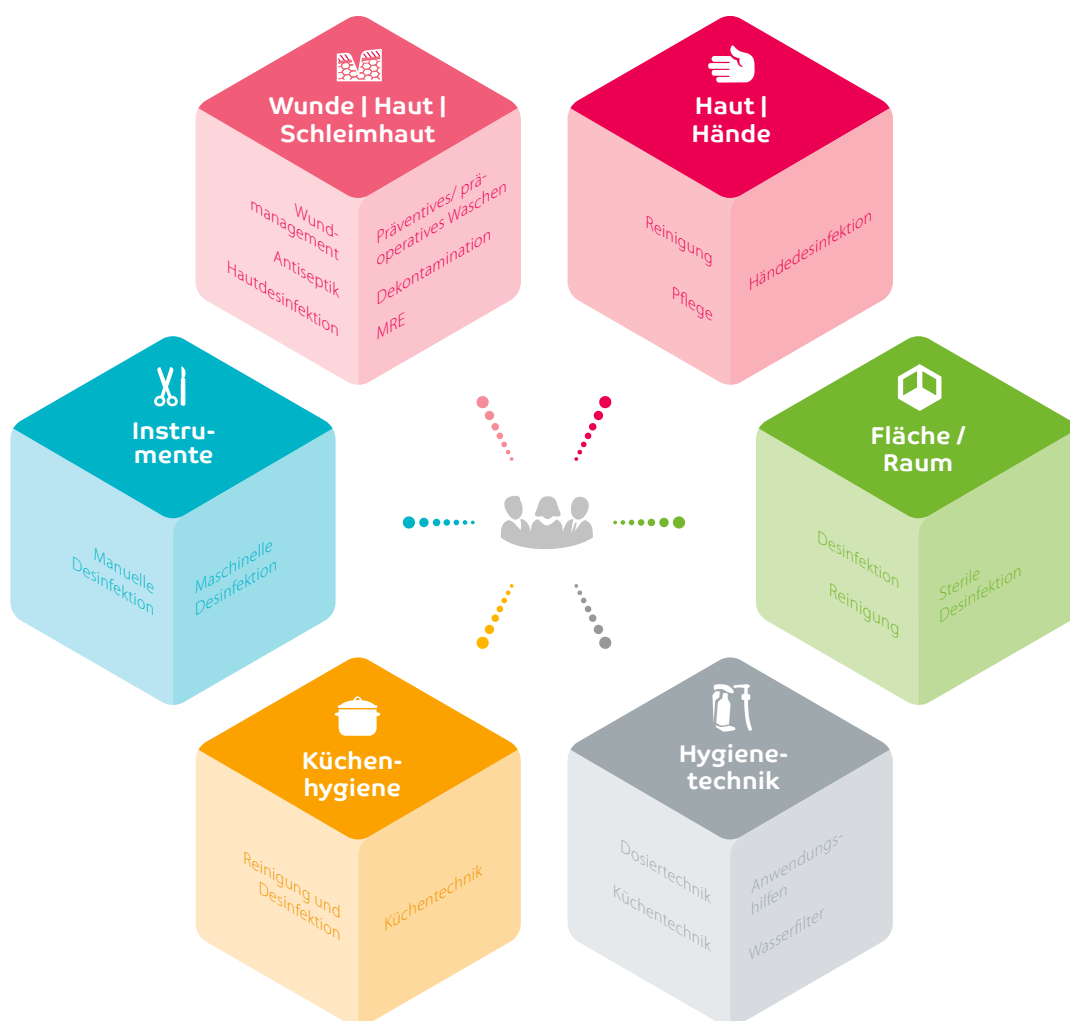 Wunde | Haut |
Schleimhaut
Wund-
management
Antiseptik
Hautdesinfektion
Präventives/ prä-
operatives Waschen
Dekontamination
MRE
Haut |
Hände
Reinigung
Pflege
Händedesinfektion
Instru-
mente
Manuelle
Desinfektion
Maschinelle
Desinfektion
Fläche /
Raum
Desinfektion
Reinigung
Sterile
Desinfektion
Küchen-
hygiene
Reinigung und
Desinfektion
Küchentechnik
Hygiene-
technik
Dosiertechnik
Küchentechnik
Anwendungs-
hilfen
Wasserfilter